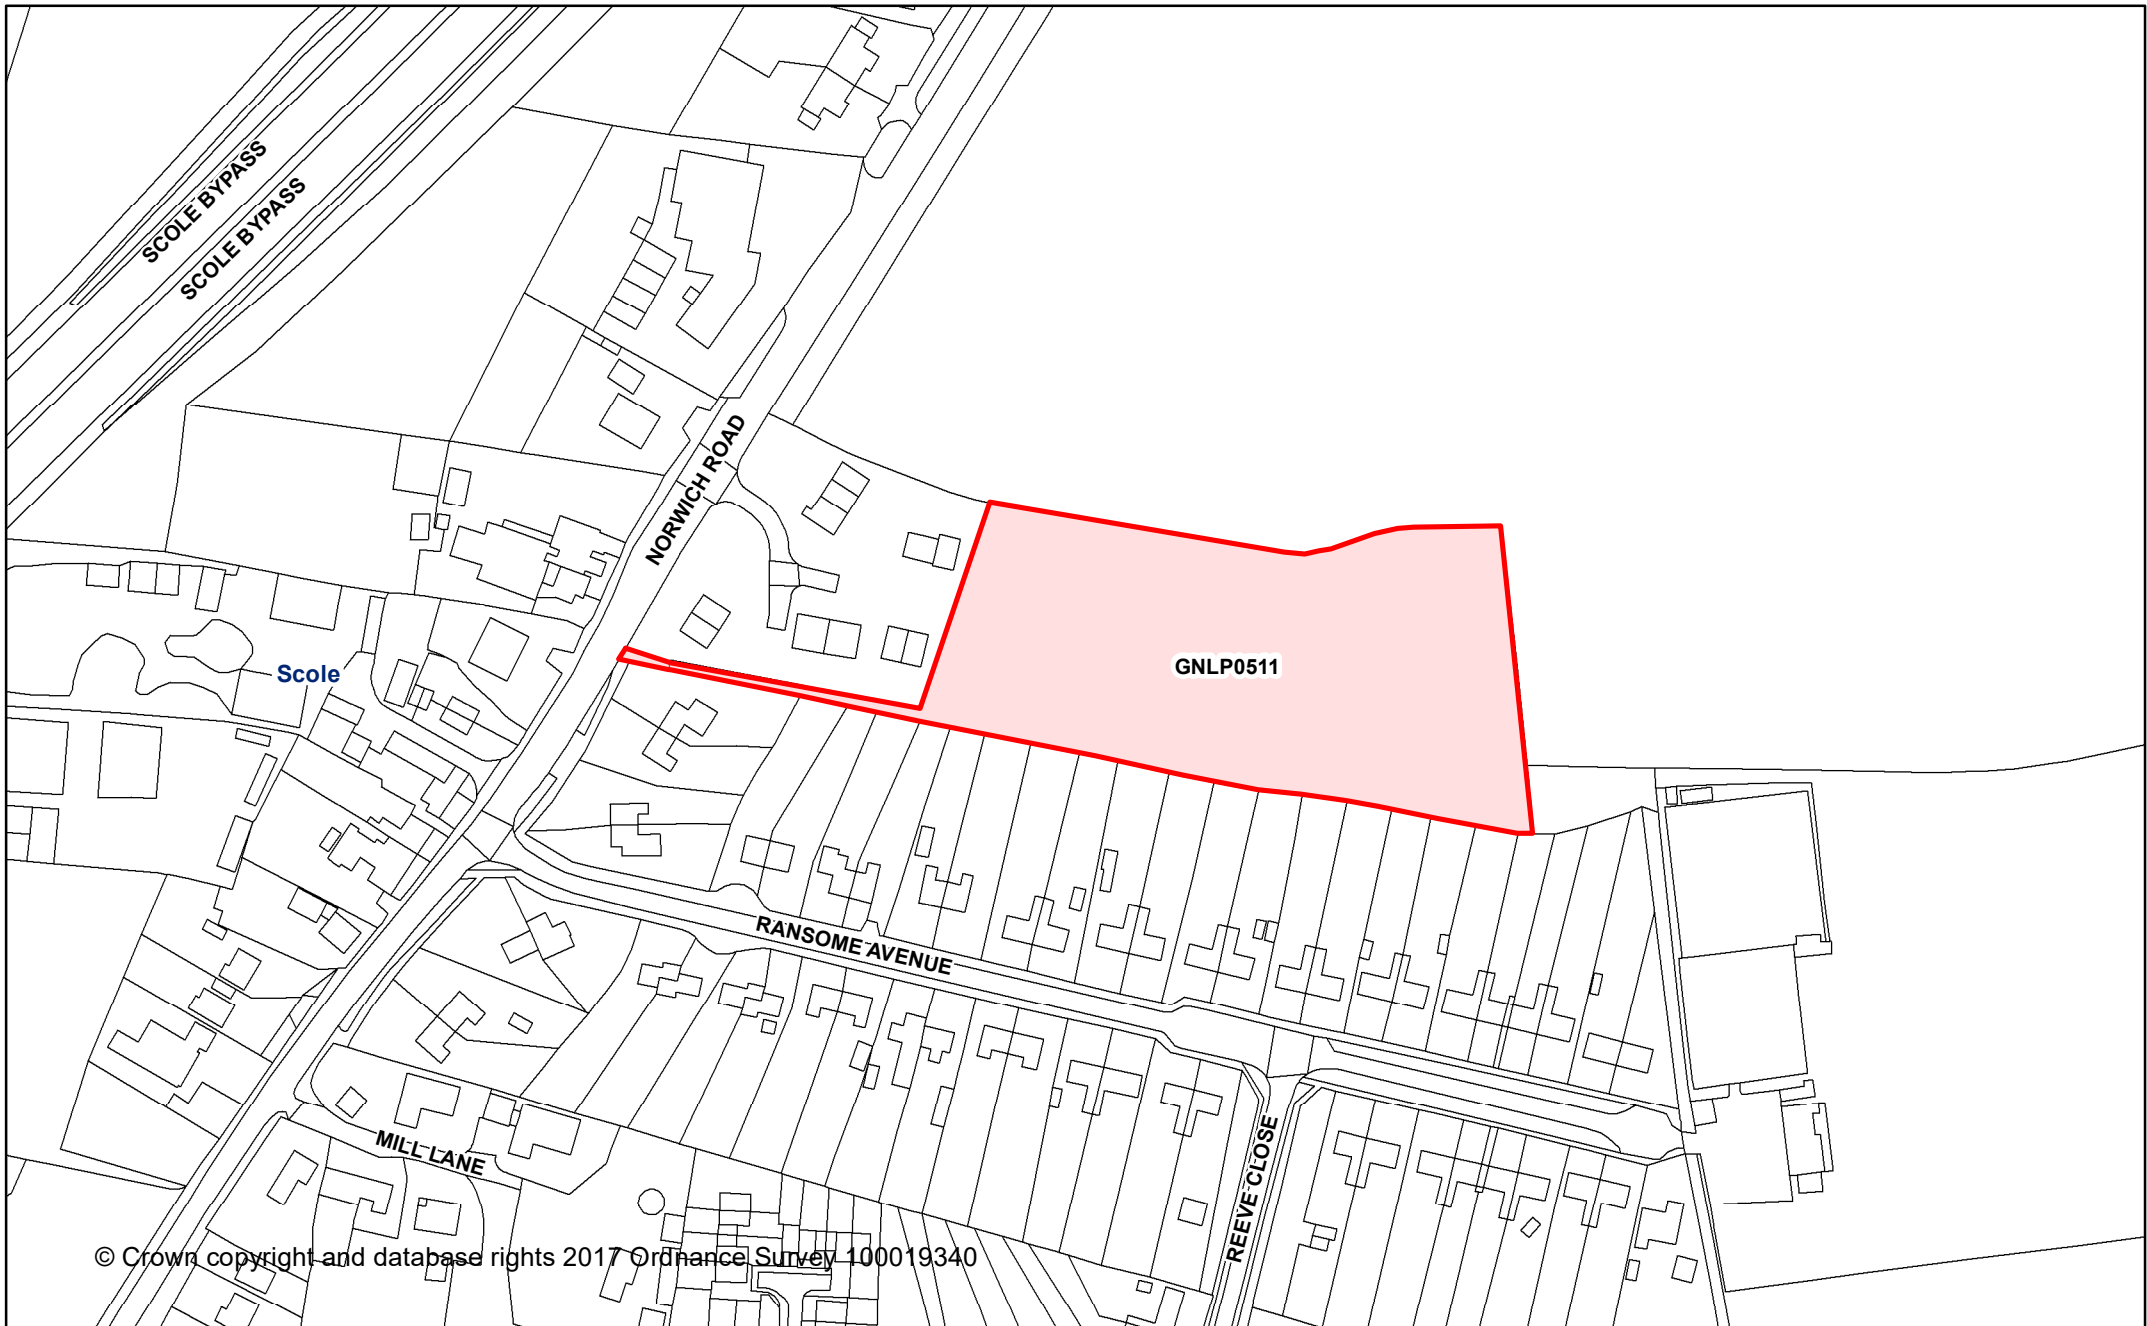 SCOLE BYPASS
SCOLE BYPASS
NORWICH ROAD
GNLP0511
Scole
RANSOME AVENUE
MILL LANE
REEVE CLOSE
© Crown copyright and database rights 2017 Ordnance Survey 100019340